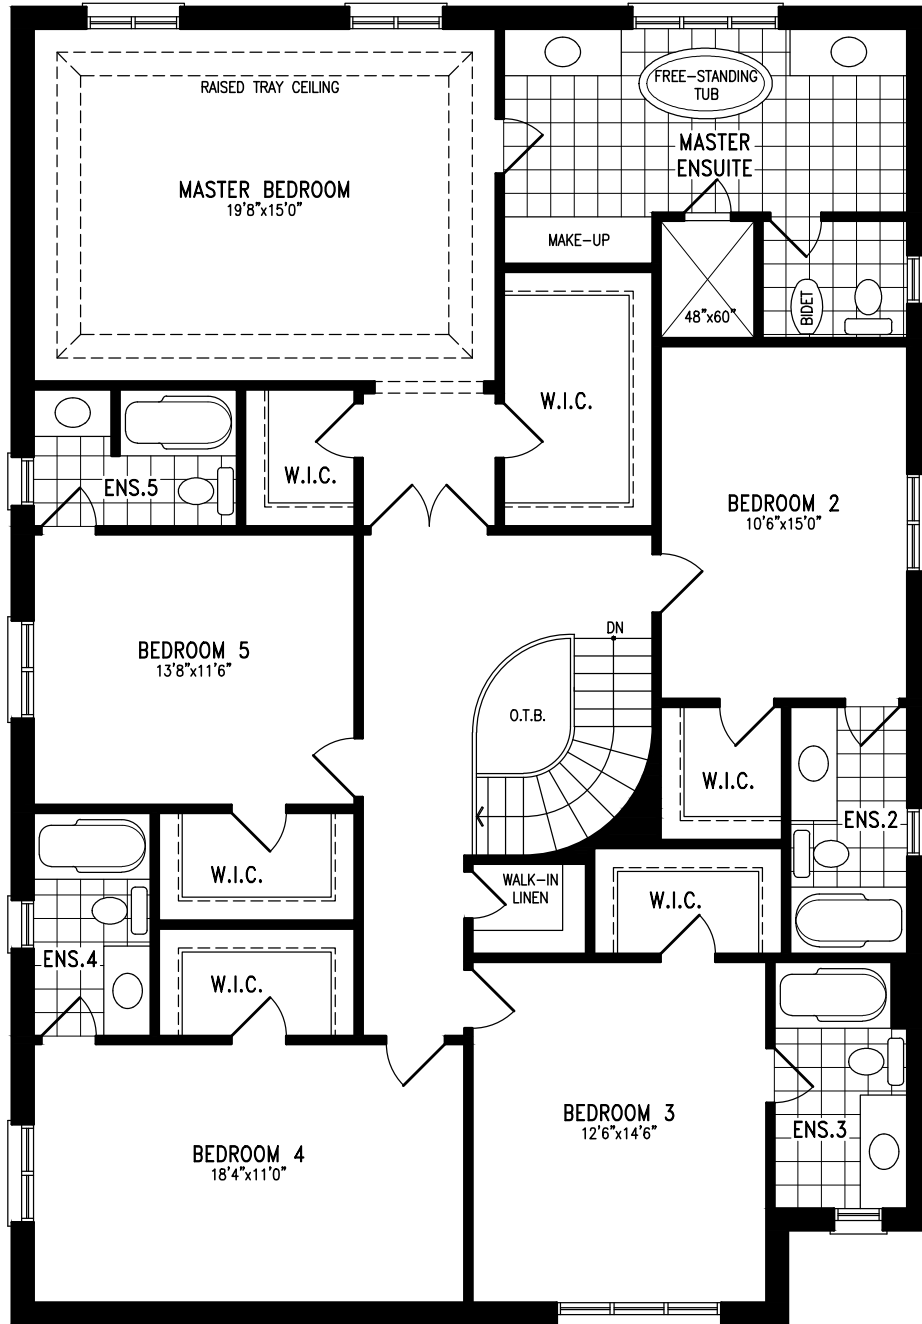 RAISED TRAY CEILING
FREE-STANDING
TUB
MASTER
ENSUITE
MASTER BEDROOM
19'8"x15'0"
MAKE-UP
48"x60"
BIDET
W.I.C.
W.I.C.
ENS.5
BEDROOM 2
10'6"x15'0"
BEDROOM 5
13'8"x11'6"
DN
O.T.B.
W.I.C.
ENS.2
W.I.C.
WALK-IN
LINEN
W.I.C.
ENS.4
W.I.C.
BEDROOM 3
12'6"x14'6"
ENS.3
BEDROOM 4
18'4"x11'0"